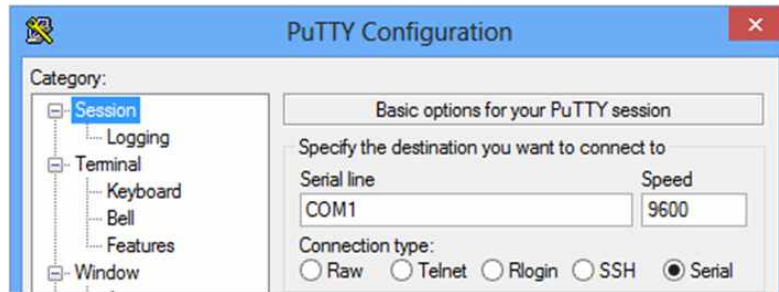 PuTTY Configuration
Category:
Session
Logging
Terminal
Keyboard
Bell
Features
Window
Basic options for your PuTTY session
Specify the destination you want to connect to
Serial line Speed
COM1 9600
Connection type:
Raw Telnet Rlogin SSH Serial